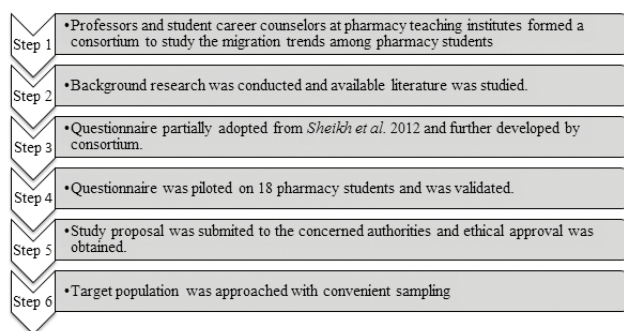 Step 1
•Professors and student career counselors at pharmacy teaching institutes formed a
consortium to study the migration trends among pharmacy students
Step 2
•Background research was conducted and available literature was studied.
Step 3
•Questionnaire partially adopted from Sheikh et al. 2012 and further developed by
consortium.
Step 4
•Questionnaire was piloted on 18 pharmacy students and was validated.
Step 5
•Study proposal was submited to the concerned authorities and ethical approval was
obtained.
Step 6
•Target population was approached with convenient sampling